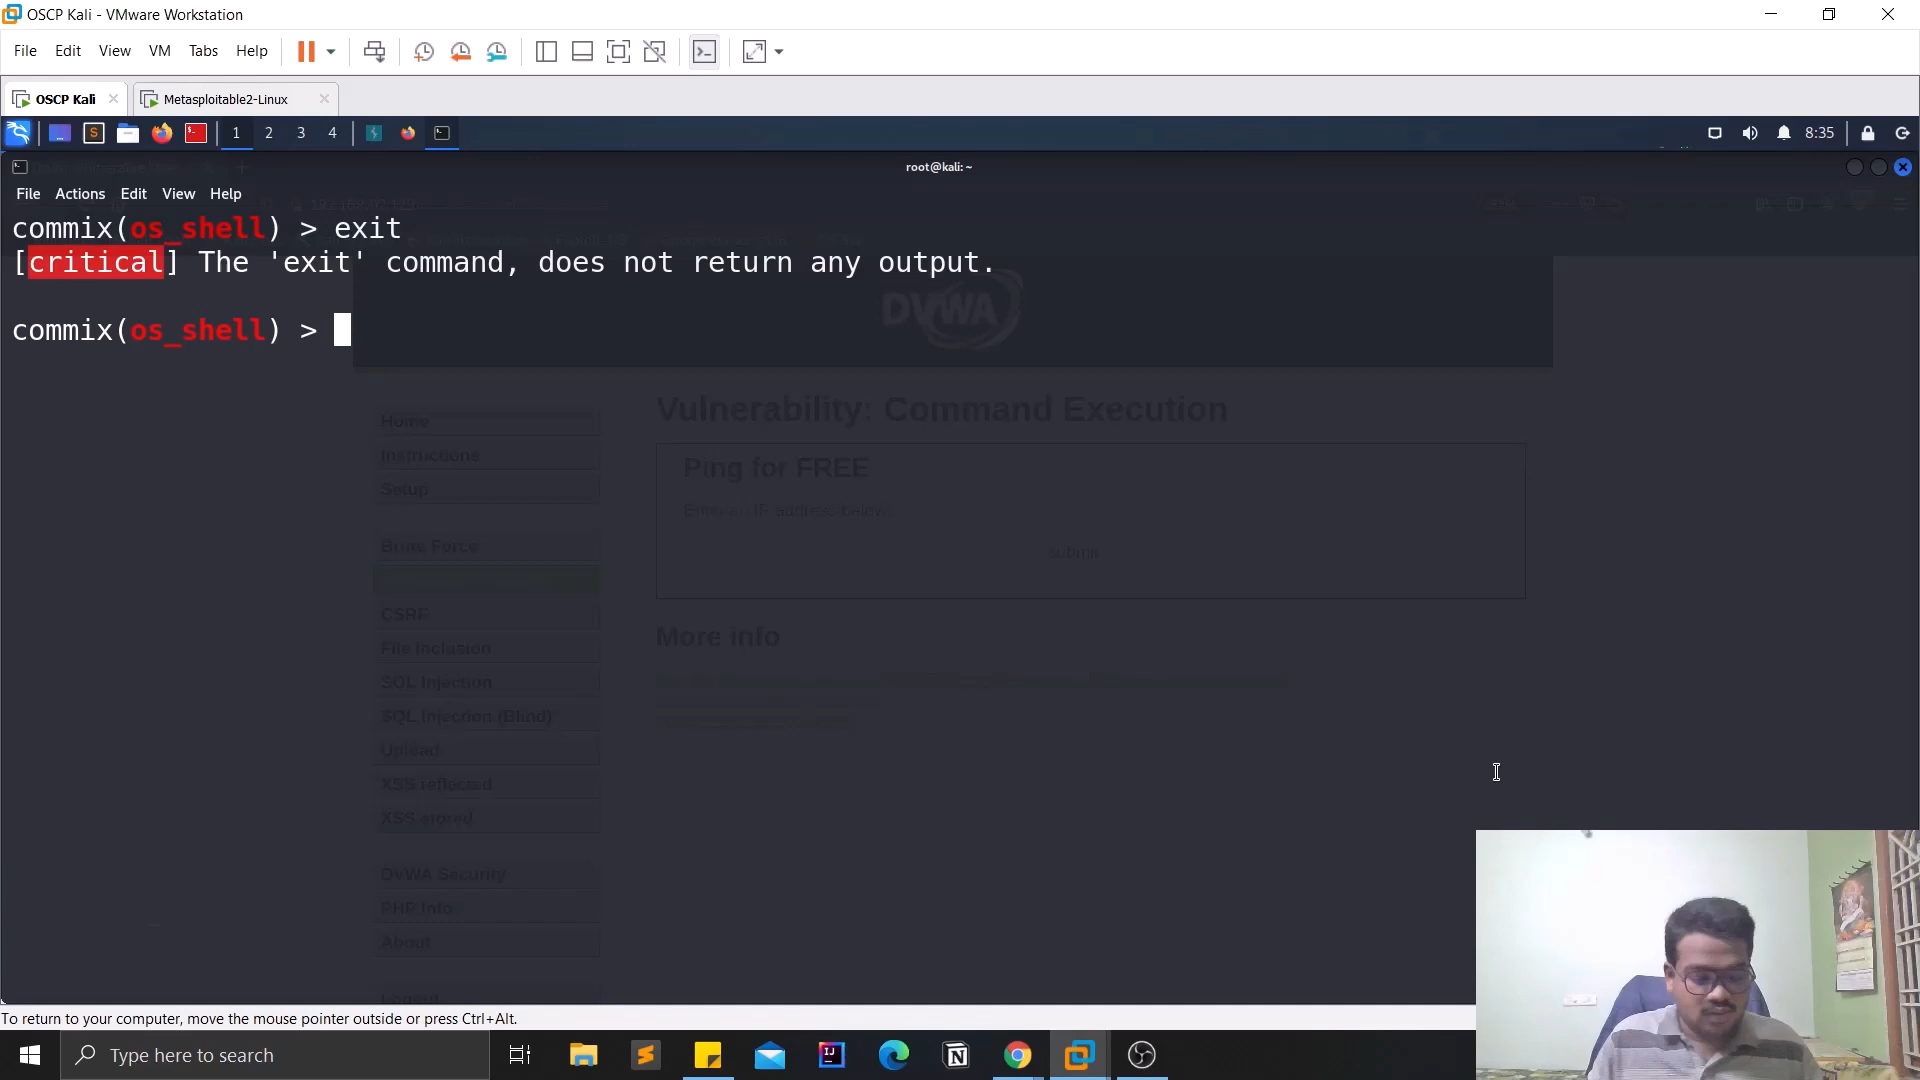 OSCP Kali - VMware Workstation
File Edit View VM Tabs Help
OSCP Kali Metasploitable2-Linux
1 2 3 4 8:35
root@kali: ~
File Actions Edit View Help
commix(os_shell) > exit
[critical] The 'exit' command, does not return any output.
commix(os_shell) >
DVWA
Vulnerability: Command Execution
Home
Ping for FREE
Instructions
Setup
Enter an IP address below
Brute Force
submit
CSRF
File Inclusion
More info
SQL Injection
SQL Injection (Blind)
Upload
XSS reflected
XSS stored
DVWA Security
PHP Info
About
Logout
To return to your computer, move the mouse pointer outside or press Ctrl+Alt.
Type here to search